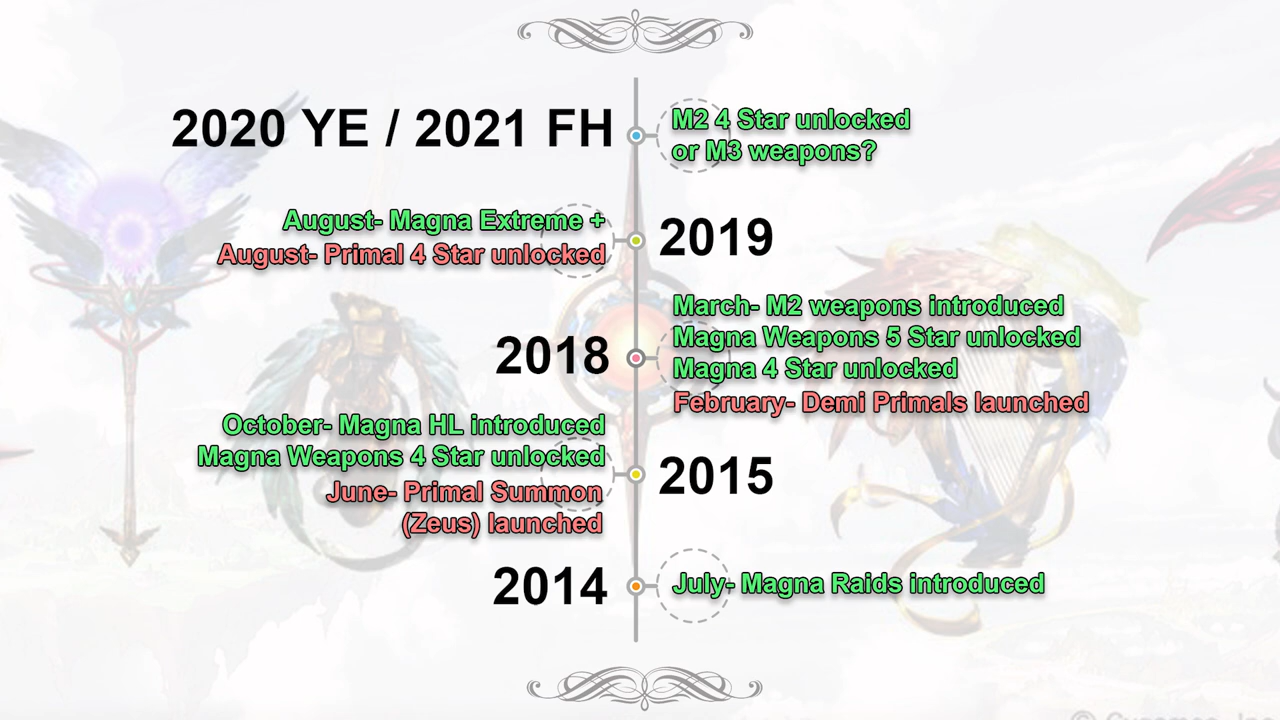 2020 YE / 2021 FH
M2 4 Star unlocked
or M3 weapons?
August- Magna Extreme +
August- Primal 4 Star unlocked
2019
March- M2 weapons introduced
Magna Weapons 5 Star unlocked
Magna 4 Star unlocked
February- Demi Primals launched
2018
October- Magna HL introduced
Magna Weapons 4 Star unlocked
June- Primal Summon
(Zeus) launched
2015
2014
July- Magna Raids introduced